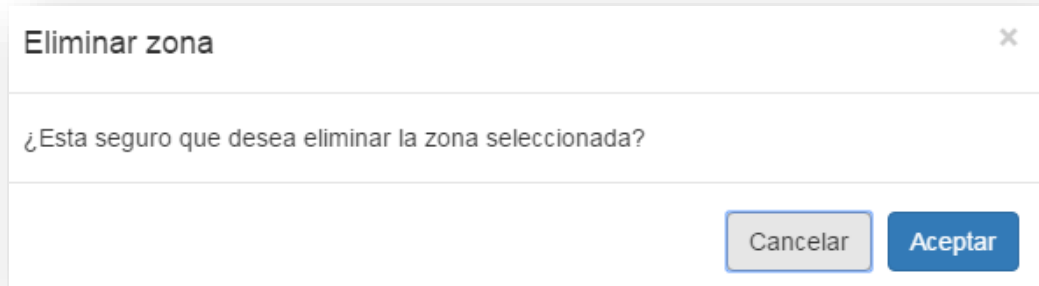 Eliminar zona
×
¿Esta seguro que desea eliminar la zona seleccionada?
Cancelar
Aceptar